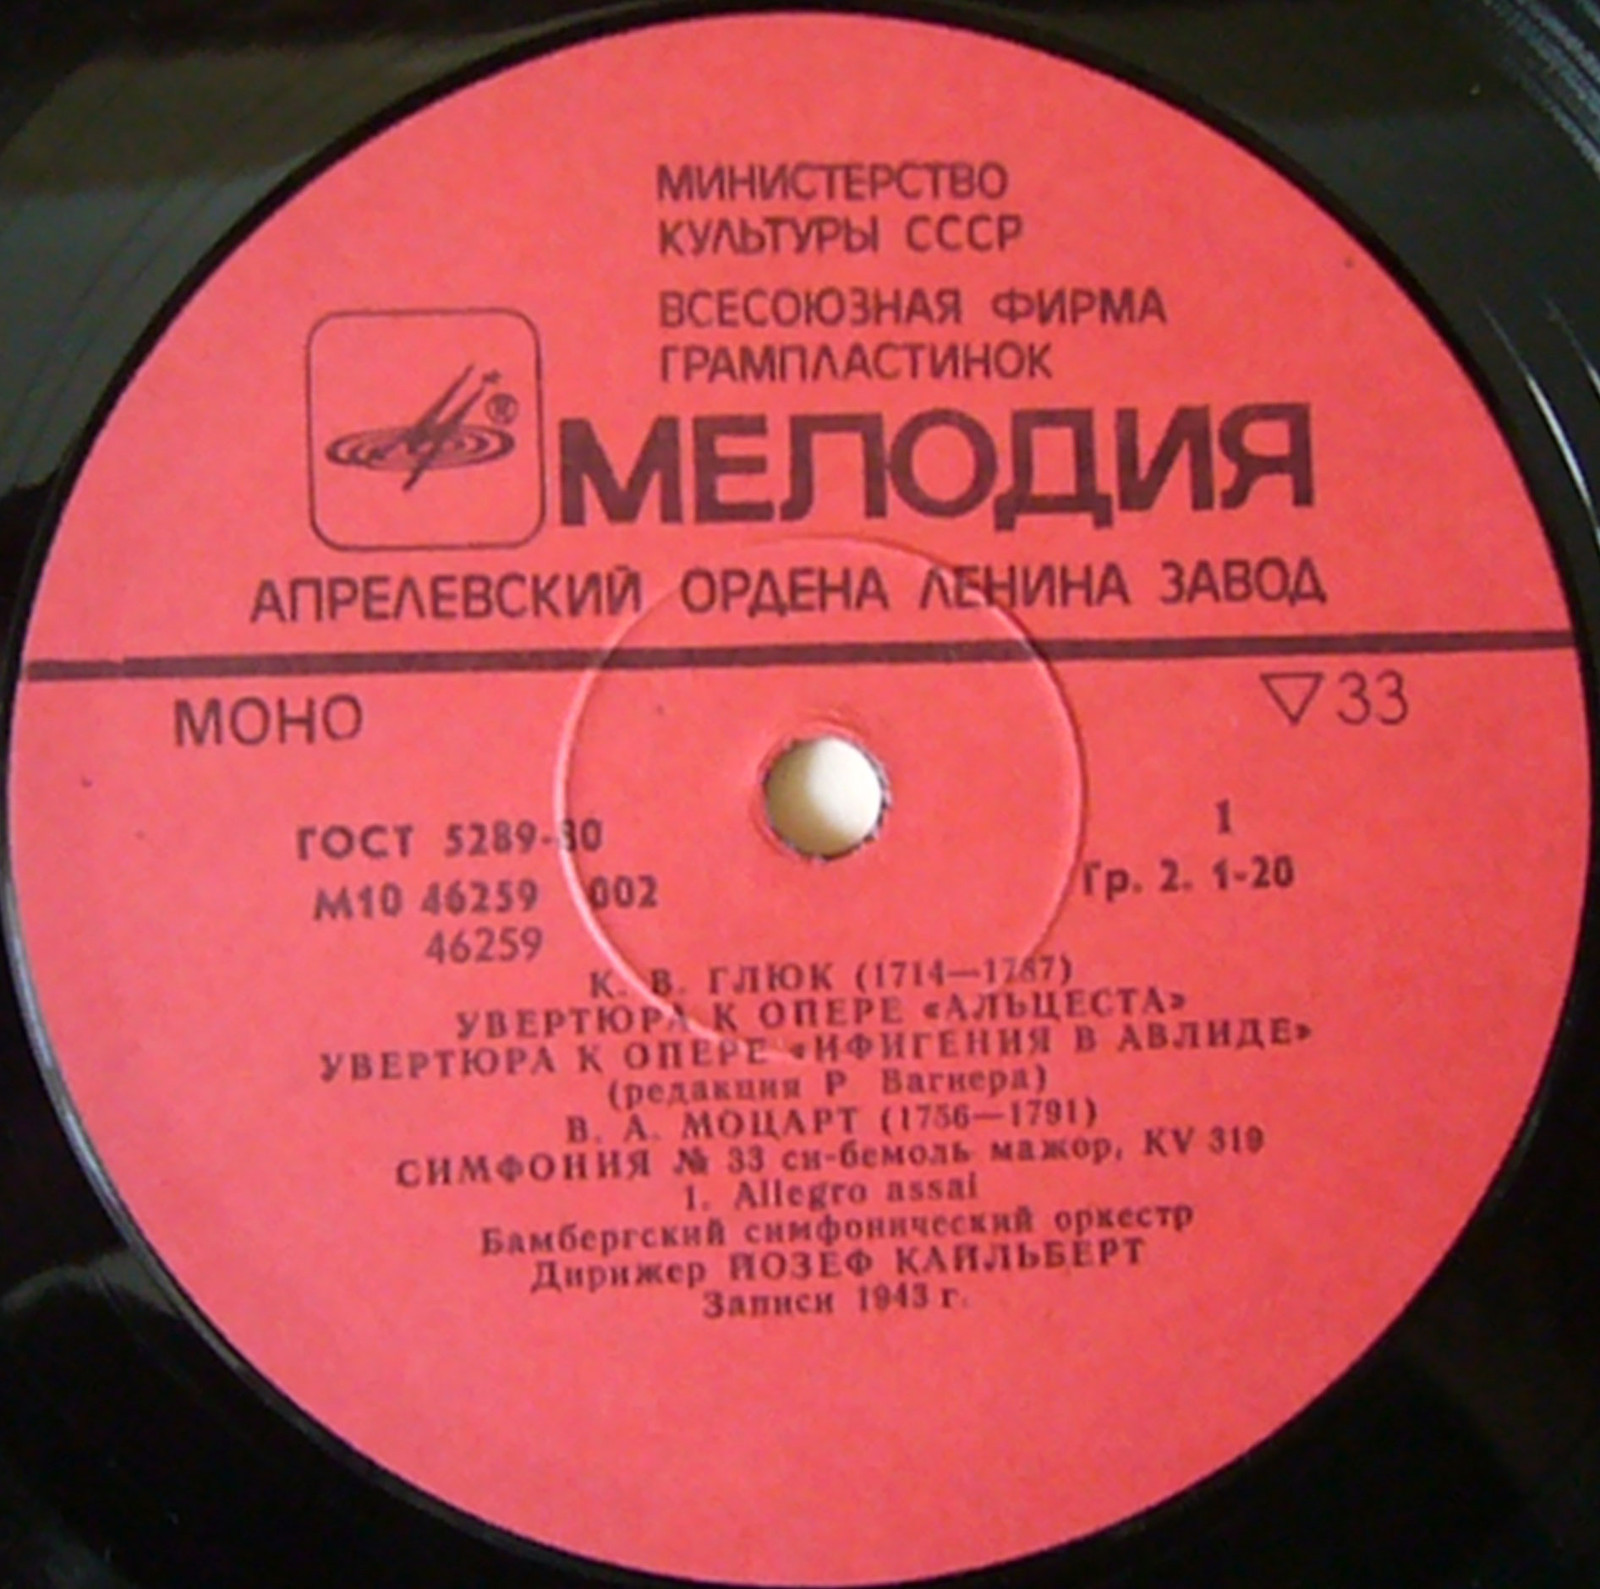 МИНИСТЕРСТВО
КУЛЬТУРЫ СССР
ВСЕСОЮЗНАЯ ФИРМА
ГРАМПЛАСТИНОК
®
МЕЛОДИЯ
АПРЕЛЕВСКИЙ ОРДЕНА ЛЕНИНА ЗАВОД
МОНО
▽33
ГОСТ 5289-80
1
М10 46259 002
Гр. 2. 1-20
46259
К. В. ГЛЮК (1714—1787)
УВЕРТЮРА К ОПЕРЕ «АЛЬЦЕСТА»
УВЕРТЮРА К ОПЕРЕ «ИФИГЕНИЯ В АВЛИДЕ»
(редакция Р Вагнера)
В. А. МОЦАРТ (1756—1791)
СИМФОНИЯ № 33 си-бемоль мажор, KV 319
1. Allegro assai
Бамбергский симфонический оркестр
Дирижер ЙОЗЕФ КАЙЛЬБЕРТ
Записи 1943 г.